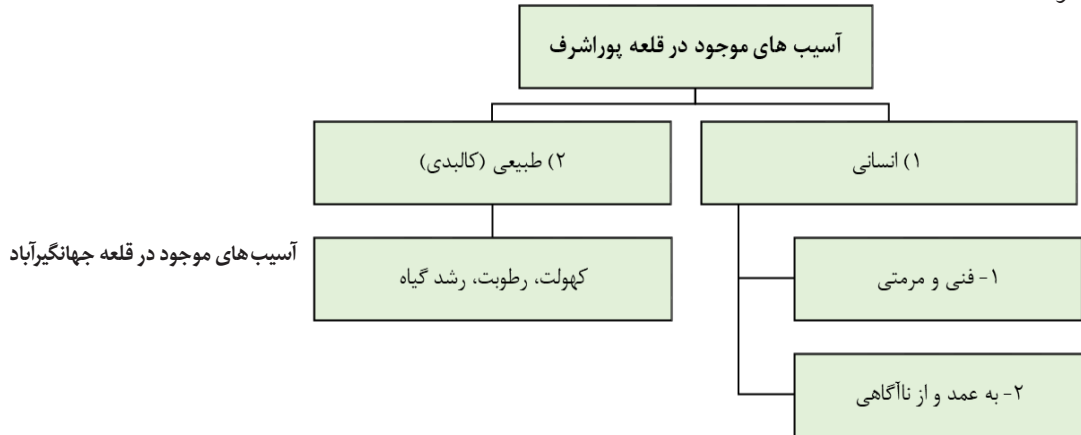 آسیب های موجود در قلعه پوراشرف
۱) انسانی
۲) طبیعی (کالبدی)
۱- فنی و مرمتی
کهولت، رطوبت، رشد گیاه
آسیب‌های موجود در قلعه جهانگیرآباد
۲- به عمد و از ناآگاهی